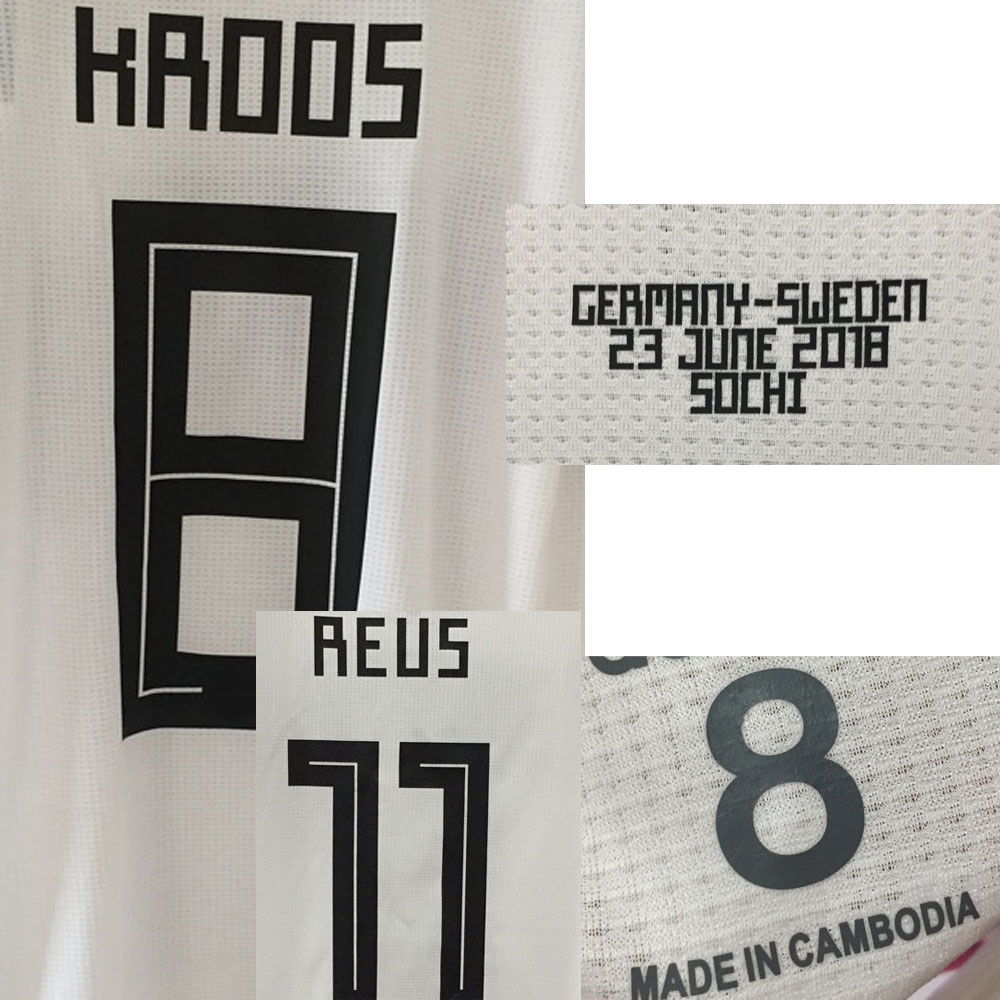 KROOS
8
GERMANY-SWEDEN
23 JUNE 2018
SOCHI
REUS
11
8
MADE IN CAMBODIA